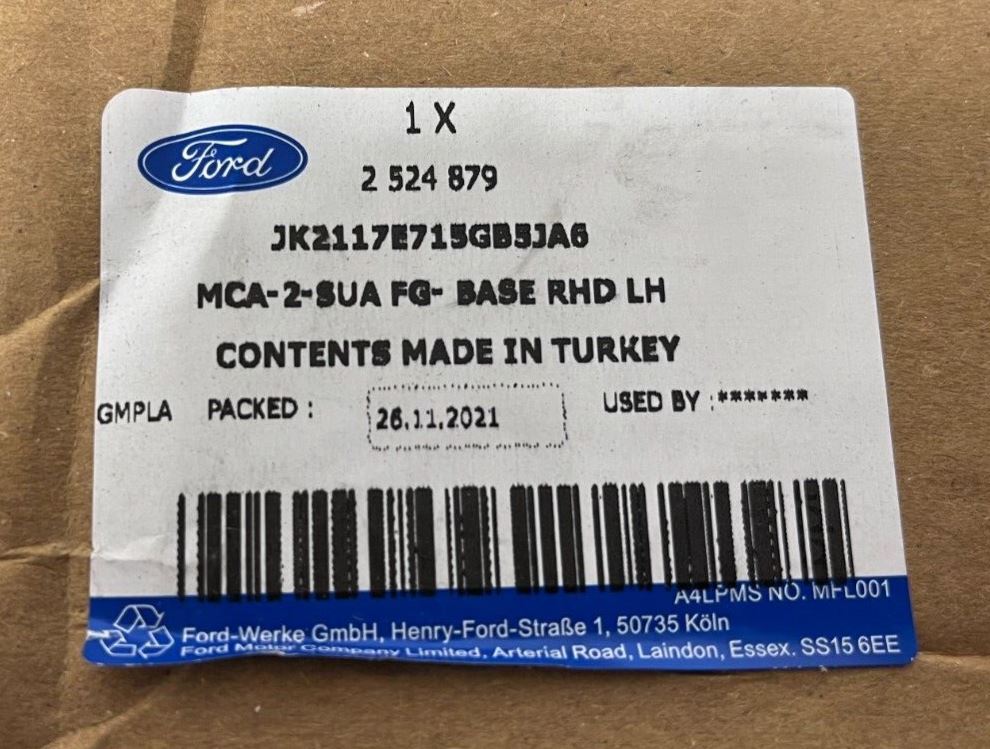 1 X
Ford
2 524 879
JK2117E715GB5JA6
MCA-2-SUA FG- BASE RHD LH
CONTENTS MADE IN TURKEY
GMPLA PACKED : 26.11.2021 USED BY :*******
A4LPMS NO. MFL001
Ford-Werke GmbH, Henry-Ford-Straße 1, 50735 Köln
Ford Motor Company Limited, Arterial Road, Laindon, Essex. SS15 6EE